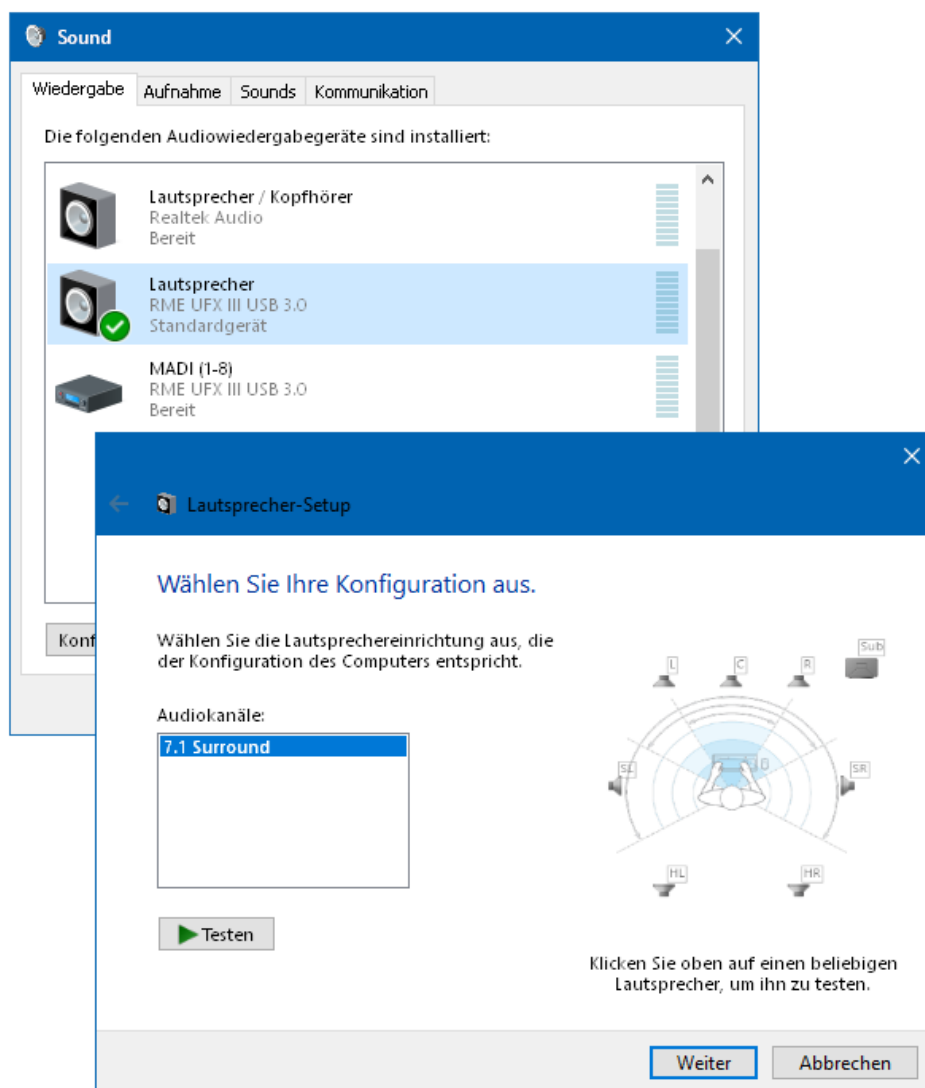 Sound
Wiedergabe Aufnahme Sounds Kommunikation
Die folgenden Audiowiedergabegeräte sind installiert:
Lautsprecher / Kopfhörer
Realtek Audio
Bereit
Lautsprecher
RME UFX III USB 3.0
Standardgerät
MADI (1-8)
RME UFX III USB 3.0
Bereit
Konf
Lautsprecher-Setup
Wählen Sie Ihre Konfiguration aus.
Wählen Sie die Lautsprechereinrichtung aus, die
der Konfiguration des Computers entspricht.
Audiokanäle:
7.1 Surround
Testen
L C R Sub
SL SR
HL HR
Klicken Sie oben auf einen beliebigen
Lautsprecher, um ihn zu testen.
Weiter Abbrechen